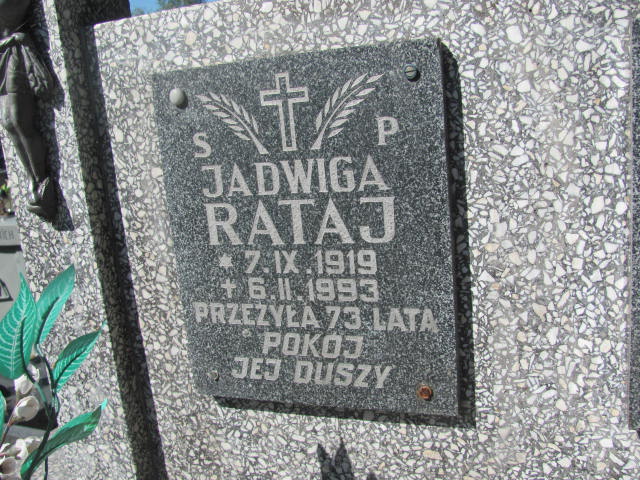 S P
JADWIGA
RATAJ
* 7.IX.1919
+ 6.II.1993
PRZEŻYŁA 73 LATA
POKÓJ
JEJ DUSZY